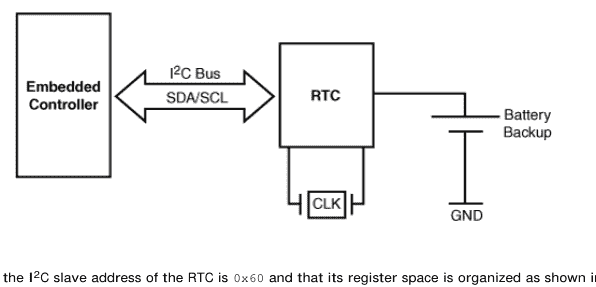 Embedded
Controller
I²C Bus
SDA/SCL
RTC
Battery
Backup
CLK
GND
the I²C slave address of the RTC is 0x60 and that its register space is organized as shown i